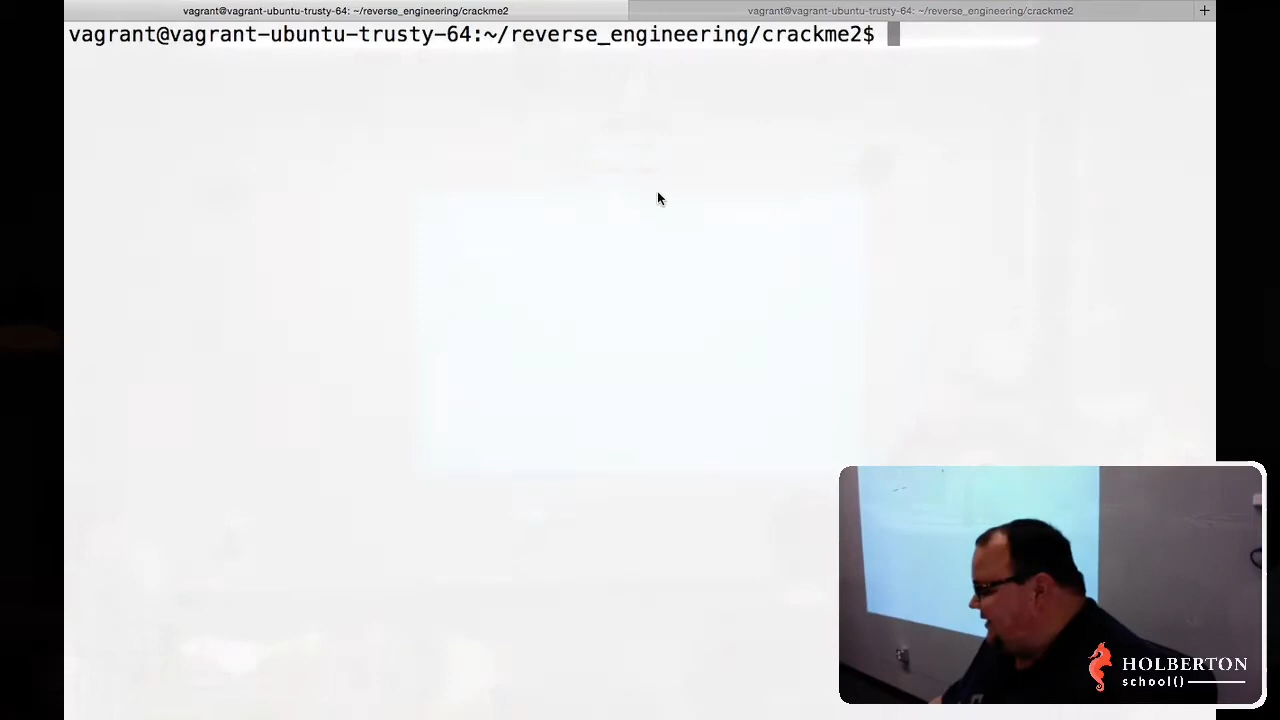 vagrant@vagrant-ubuntu-trusty-64: ~/reverse_engineering/crackme2
vagrant@vagrant-ubuntu-trusty-64: ~/reverse_engineering/crackme2
+
vagrant@vagrant-ubuntu-trusty-64:~/reverse_engineering/crackme2$
HOLBERTON
school()